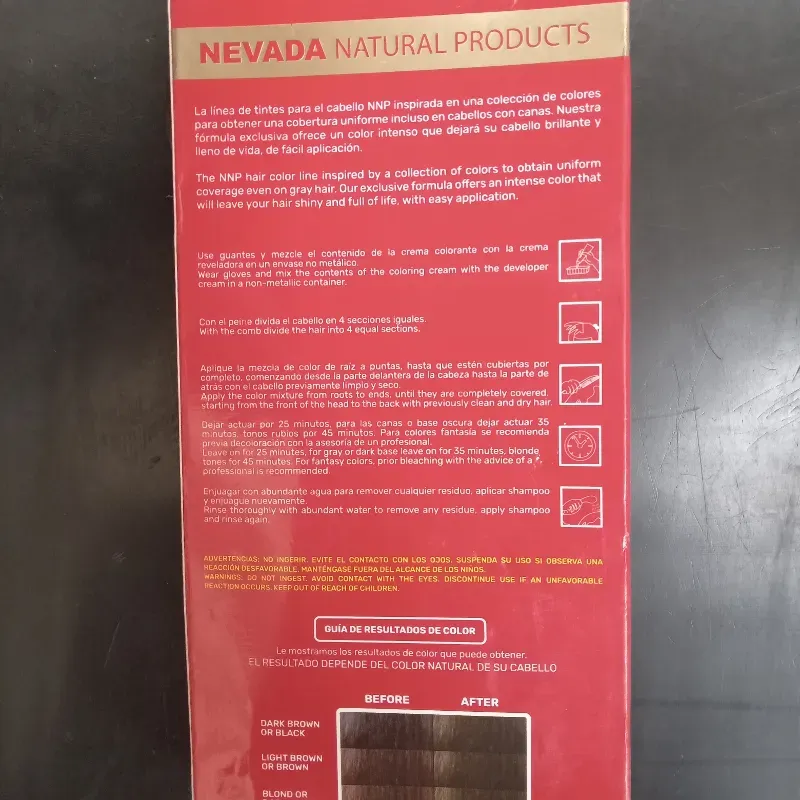 NEVADA NATURAL PRODUCTS
La línea de tintes para el cabello NNP inspirada en una colección de colores
para obtener una cobertura uniforme incluso en cabellos con canas. Nuestra
fórmula exclusiva ofrece un color intenso que dejará su cabello brillante y
lleno de vida, de fácil aplicación.
The NNP hair color line inspired by a collection of colors to obtain uniform
coverage even on gray hair. Our exclusive formula offers an intense color that
will leave your hair shiny and full of life, with easy application.
Use guantes y mezcle el contenido de la crema colorante con la crema
reveladora en un envase no metálico.
Wear gloves and mix the contents of the coloring cream with the developer
cream in a non-metallic container.
Con el peine divida el cabello en 4 secciones iguales.
With the comb divide the hair into 4 equal sections.
Aplique la mezcla de color de raíz a puntas, hasta que estén cubiertas por
completo, comenzando desde la parte delantera de la cabeza hasta la parte de
atrás con el cabello previamente limpio y seco.
Apply the color mixture from roots to ends, until they are completely covered,
starting from the front of the head to the back with previously clean and dry hair.
Dejar actuar por 25 minutos, para las canas o base oscura dejar actuar 35
minutos, tonos rubios por 45 minutos. Para colores fantasía se recomienda
previa decoloración con la asesoría de un profesional.
Leave on for 25 minutes, for gray or dark base leave on for 35 minutes, blonde
tones for 45 minutes. For fantasy colors, prior bleaching with the advice of a
professional is recommended.
Enjuagar con abundante agua para remover cualquier residuo, aplicar shampoo
y enjuague nuevamente.
Rinse thoroughly with abundant water to remove any residue, apply shampoo
and rinse again.
ADVERTENCIAS: NO INGERIR. EVITE EL CONTACTO CON LOS OJOS. SUSPENDA SU USO SI OBSERVA UNA
REACCIÓN DESFAVORABLE. MANTÉNGASE FUERA DEL ALCANCE DE LOS NIÑOS.
WARNINGS: DO NOT INGEST. AVOID CONTACT WITH THE EYES. DISCONTINUE USE IF AN UNFAVORABLE
REACTION OCCURS. KEEP OUT OF REACH OF CHILDREN.
GUÍA DE RESULTADOS DE COLOR
Le mostramos los resultados de color que puede obtener.
EL RESULTADO DEPENDE DEL COLOR NATURAL DE SU CABELLO
BEFORE AFTER
DARK BROWN
OR BLACK
LIGHT BROWN
OR BROWN
BLOND OR